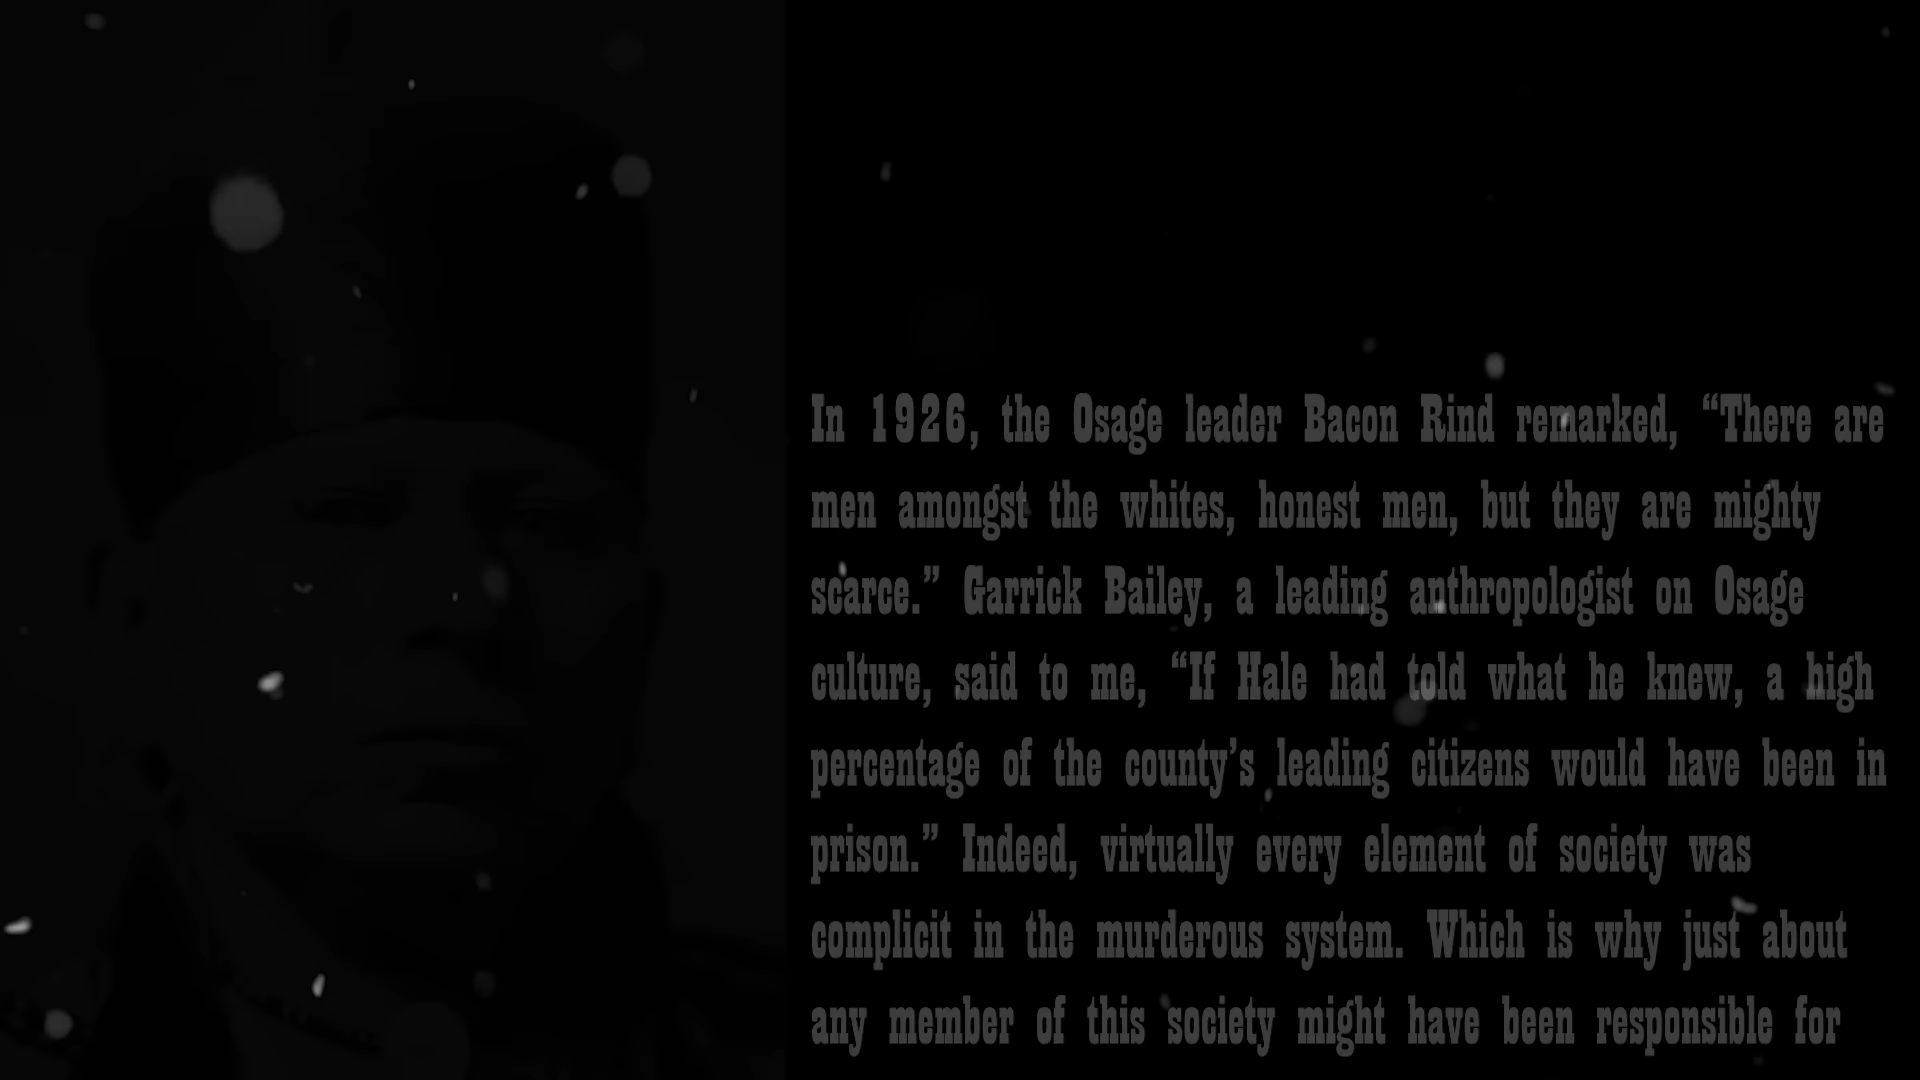 In 1926, the Osage leader Bacon Rind remarked, “There are
men amongst the whites, honest men, but they are mighty
scarce.” Garrick Bailey, a leading anthropologist on Osage
culture, said to me, “If Hale had told what he knew, a high
percentage of the county’s leading citizens would have been in
prison.” Indeed, virtually every element of society was
complicit in the murderous system. Which is why just about
any member of this society might have been responsible for